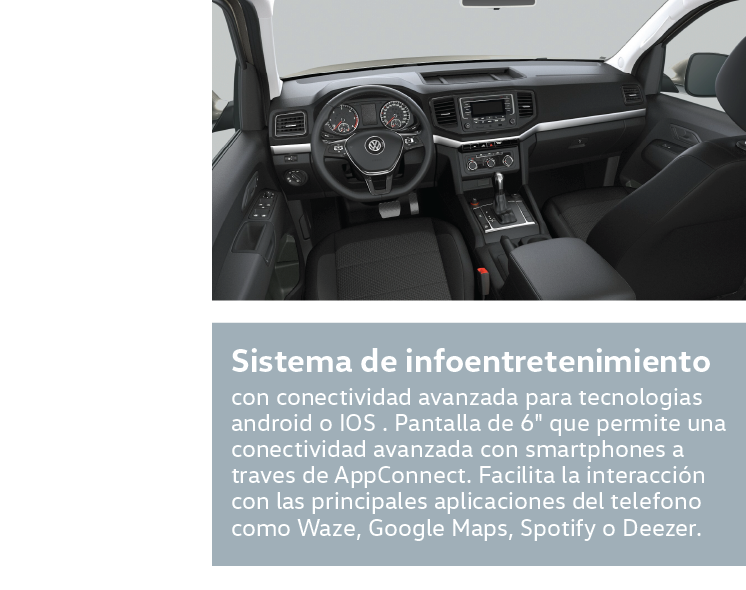 Sistema de infoentretenimiento
con conectividad avanzada para tecnologias
android o IOS . Pantalla de 6" que permite una
conectividad avanzada con smartphones a
traves de AppConnect. Facilita la interacción
con las principales aplicaciones del telefono
como Waze, Google Maps, Spotify o Deezer.